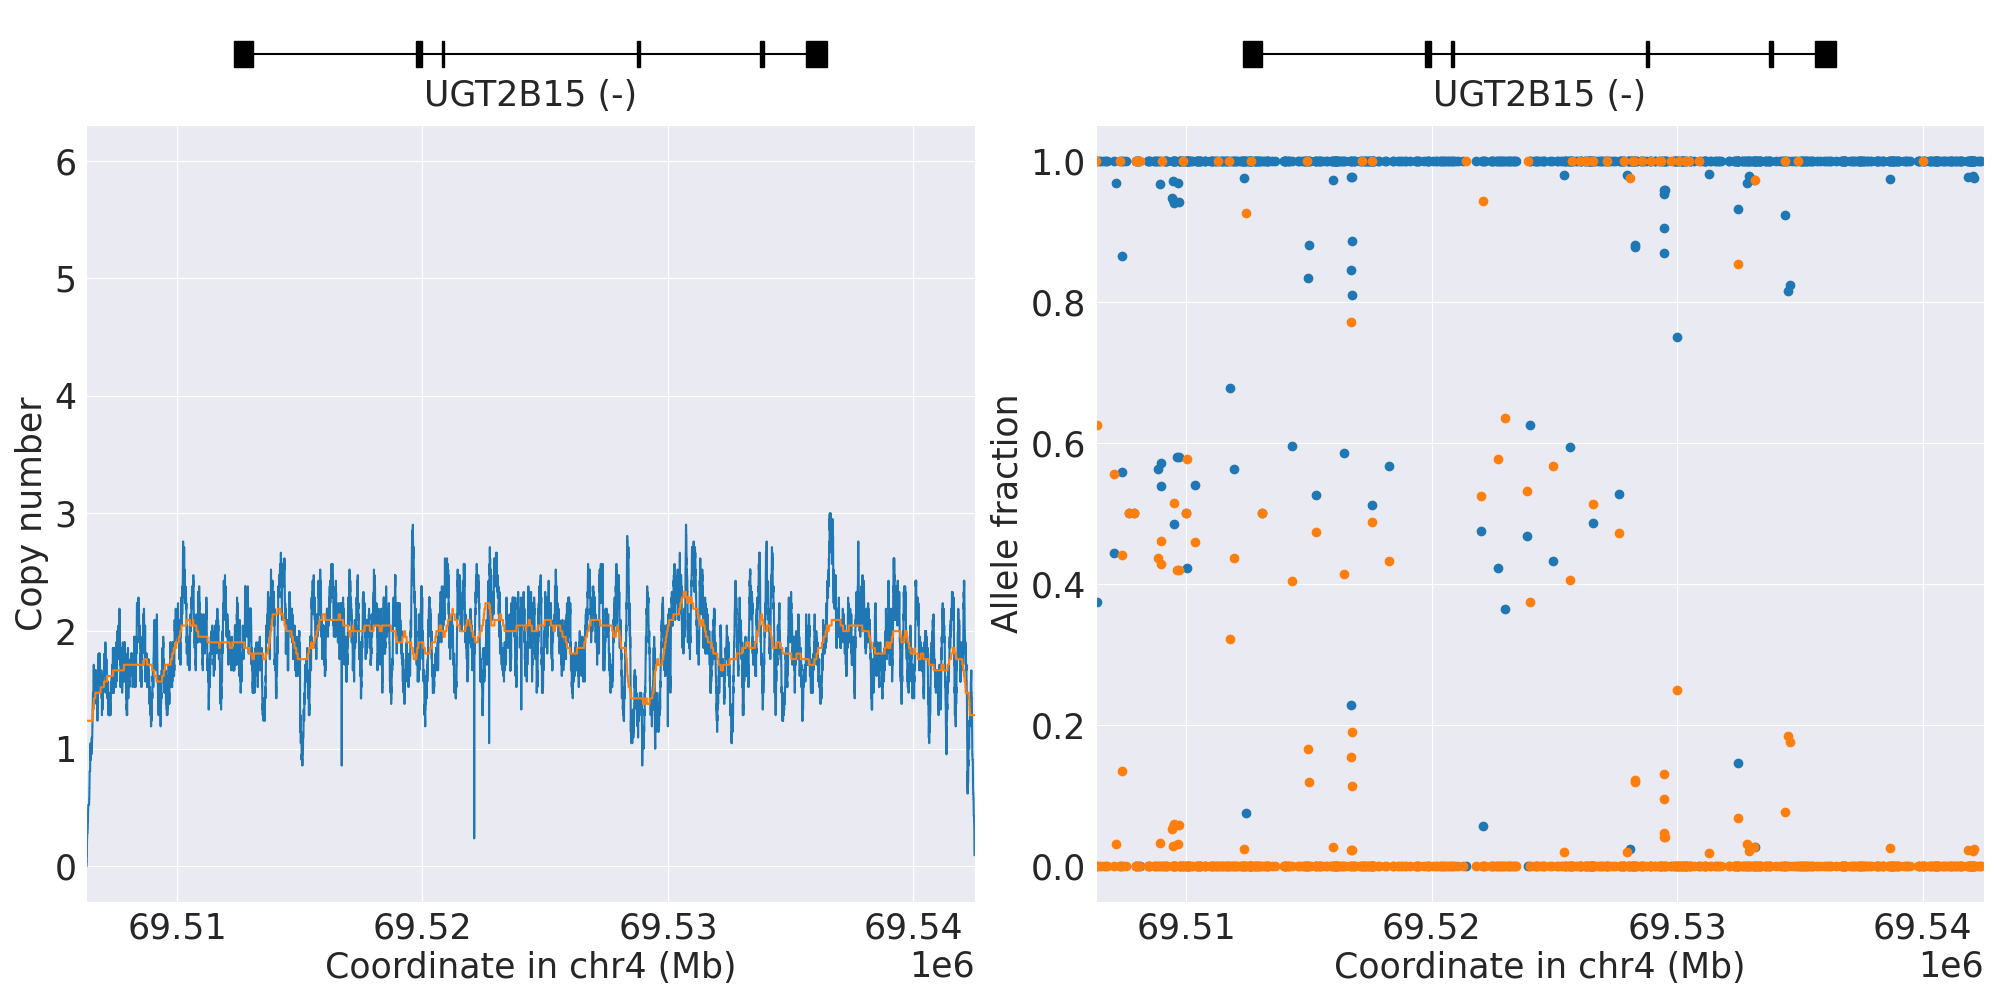 UGT2B15 (-)
6
5
4
3
2
1
0
Copy number
69.51 69.52 69.53 69.54
Coordinate in chr4 (Mb)
1e6
UGT2B15 (-)
1.0
0.8
0.6
0.4
0.2
0.0
Allele fraction
69.51 69.52 69.53 69.54
Coordinate in chr4 (Mb)
1e6